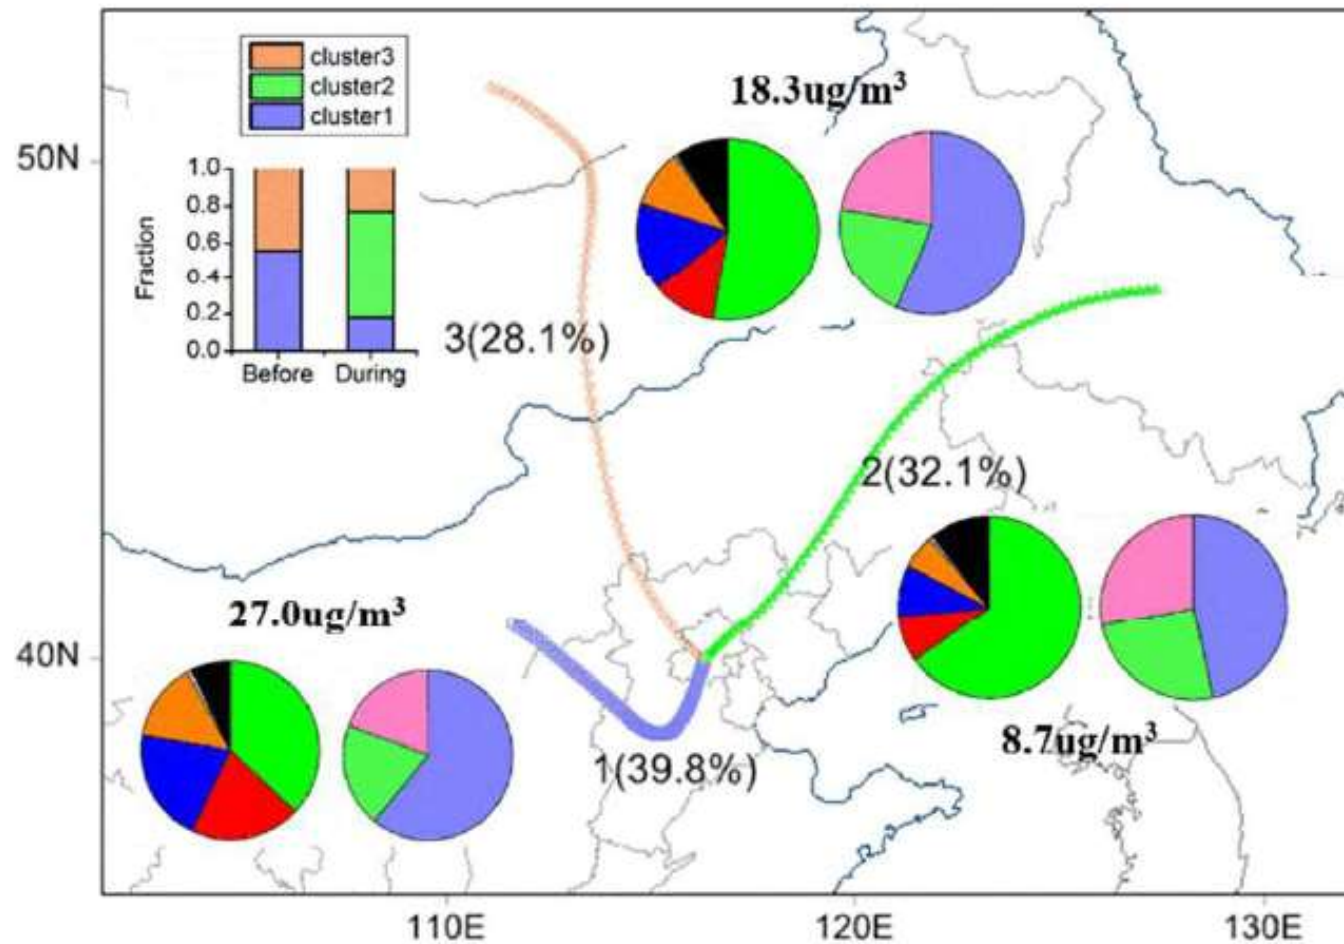 cluster3
cluster2
cluster1
18.3ug/m³
50N
1.0
0.8
0.6
0.4
0.2
0.0
Fraction
Before During
3(28.1%)
2(32.1%)
27.0ug/m³
40N
8.7ug/m³
1(39.8%)
110E 120E 130E